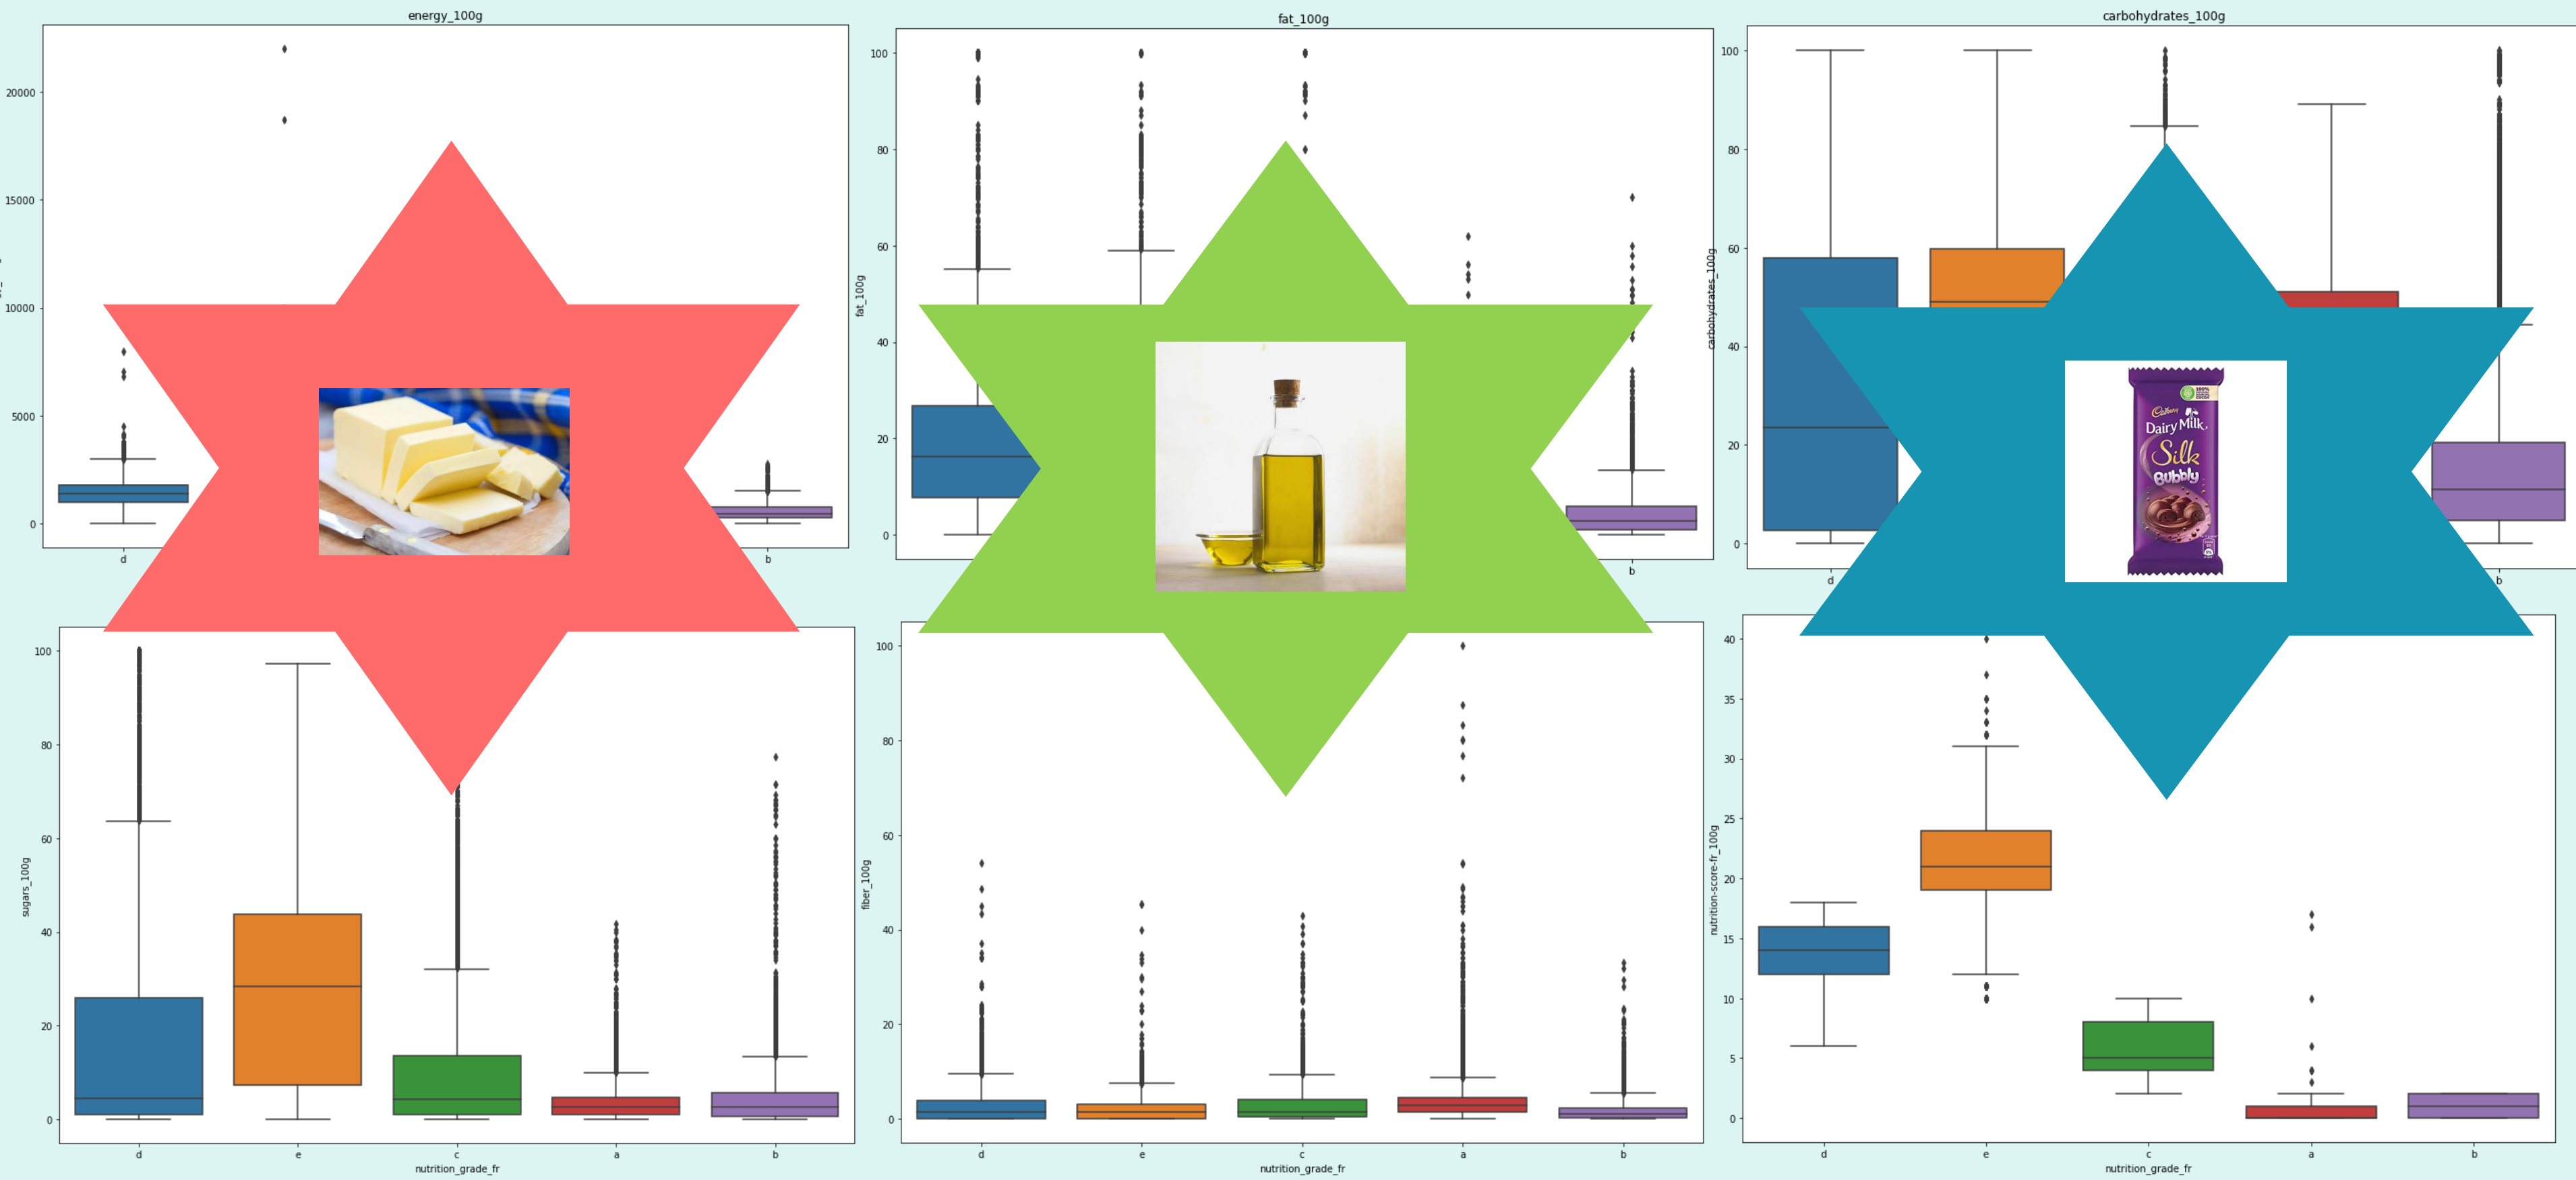 energy_100g
20000
15000
10000
5000
0
d
b
fat_100g
100
80
60
40
20
0
fat_100g
b
carbohydrates_100g
100
80
60
40
20
0
carbohydrates_100g
d
b
Cadbury
Dairy Milk
Silk
Bubbly
100
80
60
40
20
0
sugars_100g
d e c a b
nutrition_grade_fr
100
80
60
40
20
0
fiber_100g
d e c a b
nutrition_grade_fr
40
35
30
25
20
15
10
5
0
nutrition-score-fr_100g
d e c a b
nutrition_grade_fr